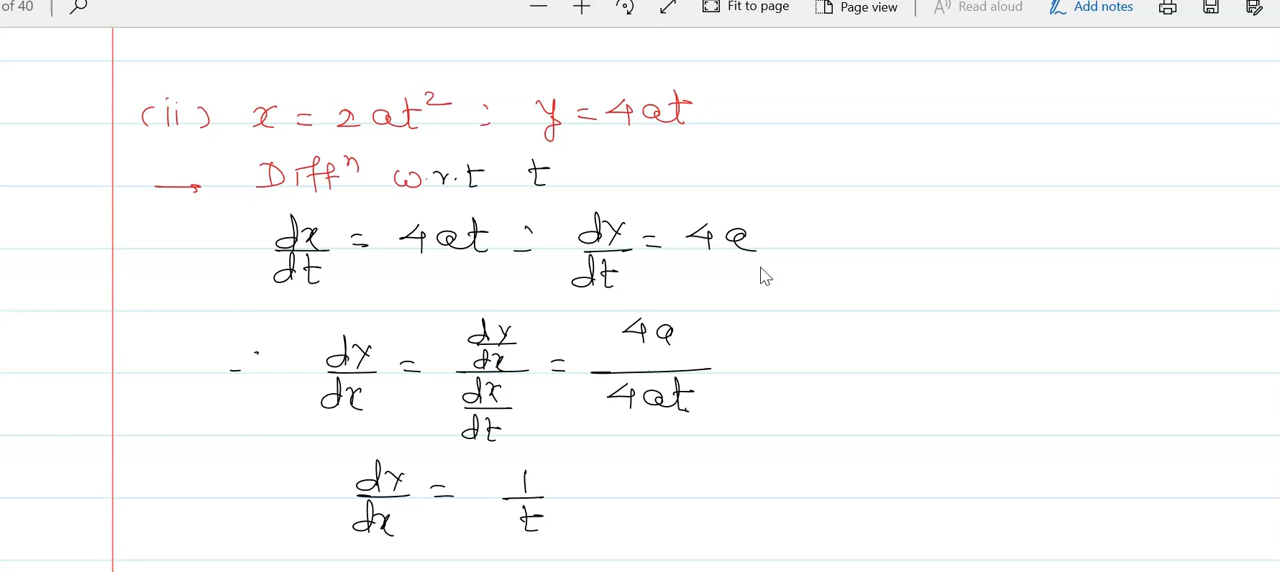 of 40 Fit to page Page view Read aloud Add notes
(ii) x = 2at² ; y = 4at
→ Diffⁿ w.r.t t
dx/dt = 4at ; dy/dt = 4a
∴ dy/dx = (dy/dx)/(dx/dt) = 4a/4at
dy/dx = 1/t